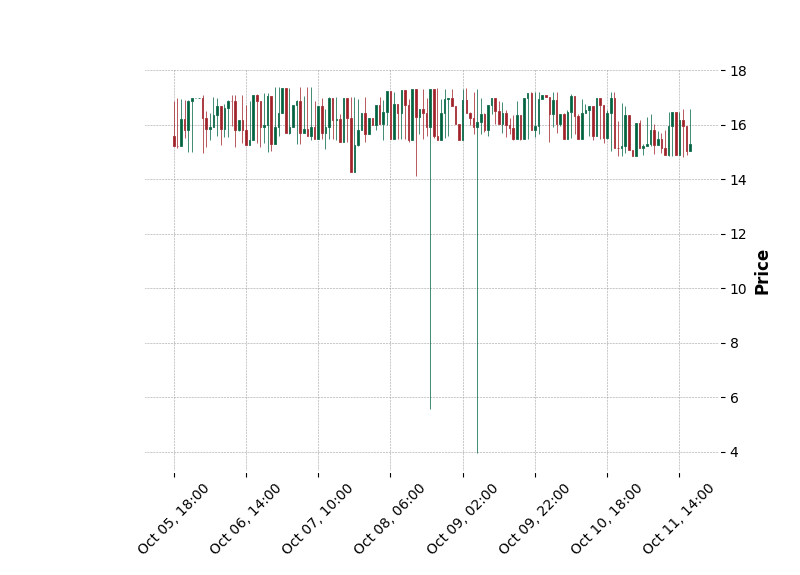 18
16
14
12
10
8
6
4
Price
Oct 05, 18:00
Oct 06, 14:00
Oct 07, 10:00
Oct 08, 06:00
Oct 09, 02:00
Oct 09, 22:00
Oct 10, 18:00
Oct 11, 14:00